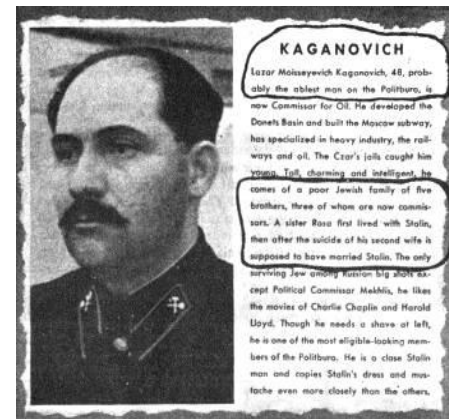 KAGANOVICH
Lazar Moisseyevich Kaganovich, 48, prob-
ably the ablest man on the Politburo, is
now Commissar for Oil. He developed the
Donets Basin and built the Moscow subway,
has specialized in heavy industry, the rail-
ways and oil. The Czar's jails caught him
young. Tall, charming and intelligent, he
comes of a poor Jewish family of five
brothers, three of whom are now commis-
sars. A sister Rosa first lived with Stalin,
then after the suicide of his second wife is
supposed to have married Stalin. The only
surviving Jew among Russian big shots ex-
cept Political Commissar Mekhlis, he likes
the movies of Charlie Chaplin and Harold
Lloyd. Though he needs a shave at left,
he is one of the most eligible-looking mem-
bers of the Politburo. He is a close Stalin
man and copies Stalin's dress and mus-
tache even more closely than the others.